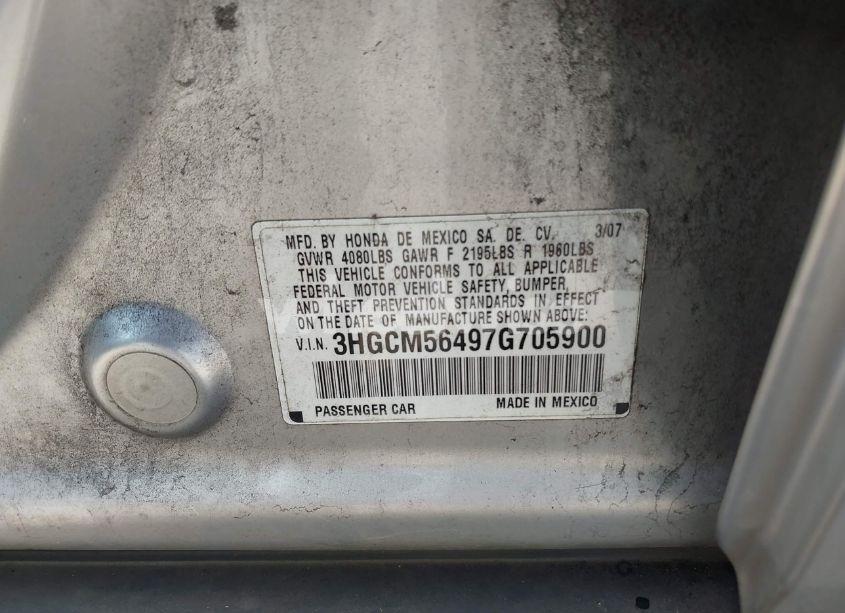 MFD. BY HONDA DE MEXICO SA. DE. CV. 3/07
GVWR 4080LBS GAWR F 2195LBS R 1960LBS
THIS VEHICLE CONFORMS TO ALL APPLICABLE
FEDERAL MOTOR VEHICLE SAFETY, BUMPER,
AND THEFT PREVENTION STANDARDS IN EFFECT
ON THE DATE OF MANUFACTURE SHOWN ABOVE:
V.I.N. 3HGCM56497G705900
PASSENGER CAR MADE IN MEXICO